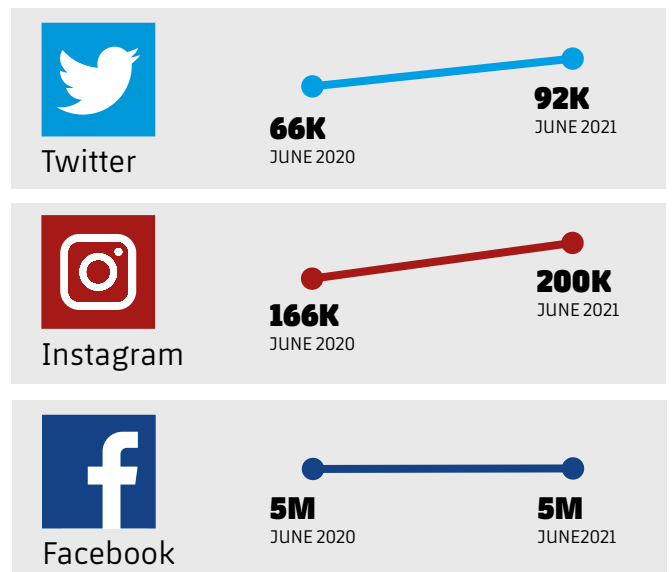 Twitter
66K
JUNE 2020
92K
JUNE 2021
Instagram
166K
JUNE 2020
200K
JUNE 2021
Facebook
5M
JUNE 2020
5M
JUNE2021